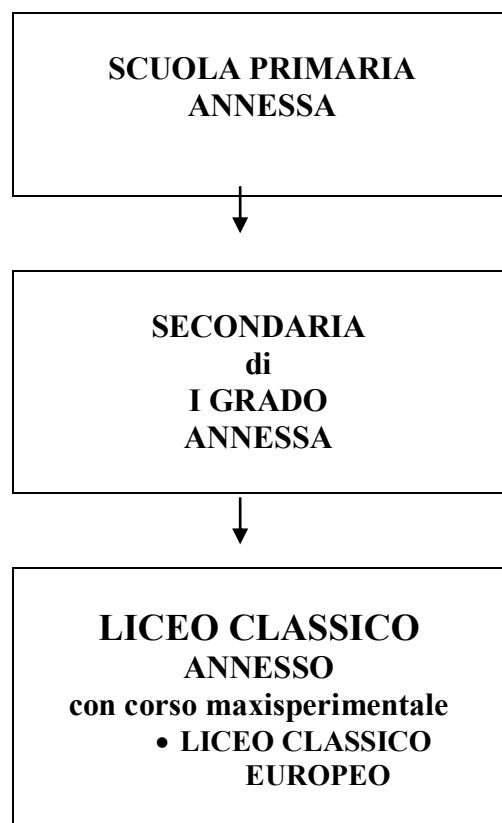 SCUOLA PRIMARIA
ANNESSA
SECONDARIA
di
I GRADO
ANNESSA
LICEO CLASSICO
ANNESSO
con corso maxisperimentale
• LICEO CLASSICO
EUROPEO